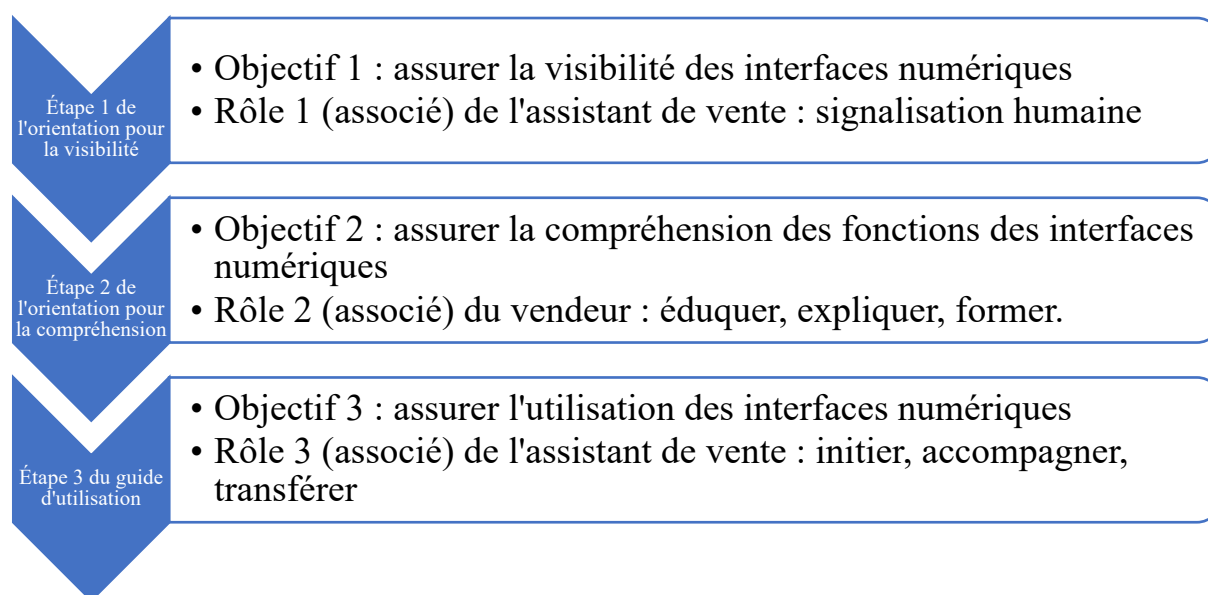 Étape 1 de
l'orientation pour
la visibilité
• Objectif 1 : assurer la visibilité des interfaces numériques
• Rôle 1 (associé) de l'assistant de vente : signalisation humaine
Étape 2 de
l'orientation pour
la compréhension
• Objectif 2 : assurer la compréhension des fonctions des interfaces
numériques
• Rôle 2 (associé) du vendeur : éduquer, expliquer, former.
Étape 3 du guide
d'utilisation
• Objectif 3 : assurer l'utilisation des interfaces numériques
• Rôle 3 (associé) de l'assistant de vente : initier, accompagner,
transférer